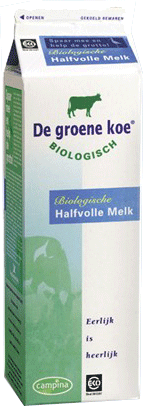 OPENEN
GEKOELD BEWAREN
Spaar mee en
help de grutto!
De groene koe®
BIOLOGISCH
Biologische
Halfvolle Melk
Eerlijk
is
heerlijk
campina
EKO